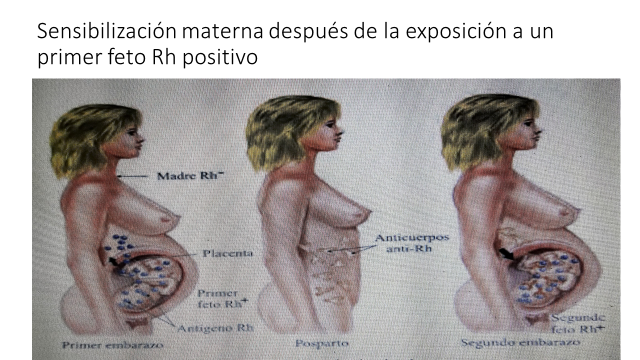 Sensibilización materna después de la exposición a un
primer feto Rh positivo
Madre Rh⁻
Placenta
Primer
feto Rh⁺
Antígeno Rh
Primer embarazo
Anticuerpos
anti-Rh
Posparto
Segundo
feto Rh⁺
Segundo embarazo